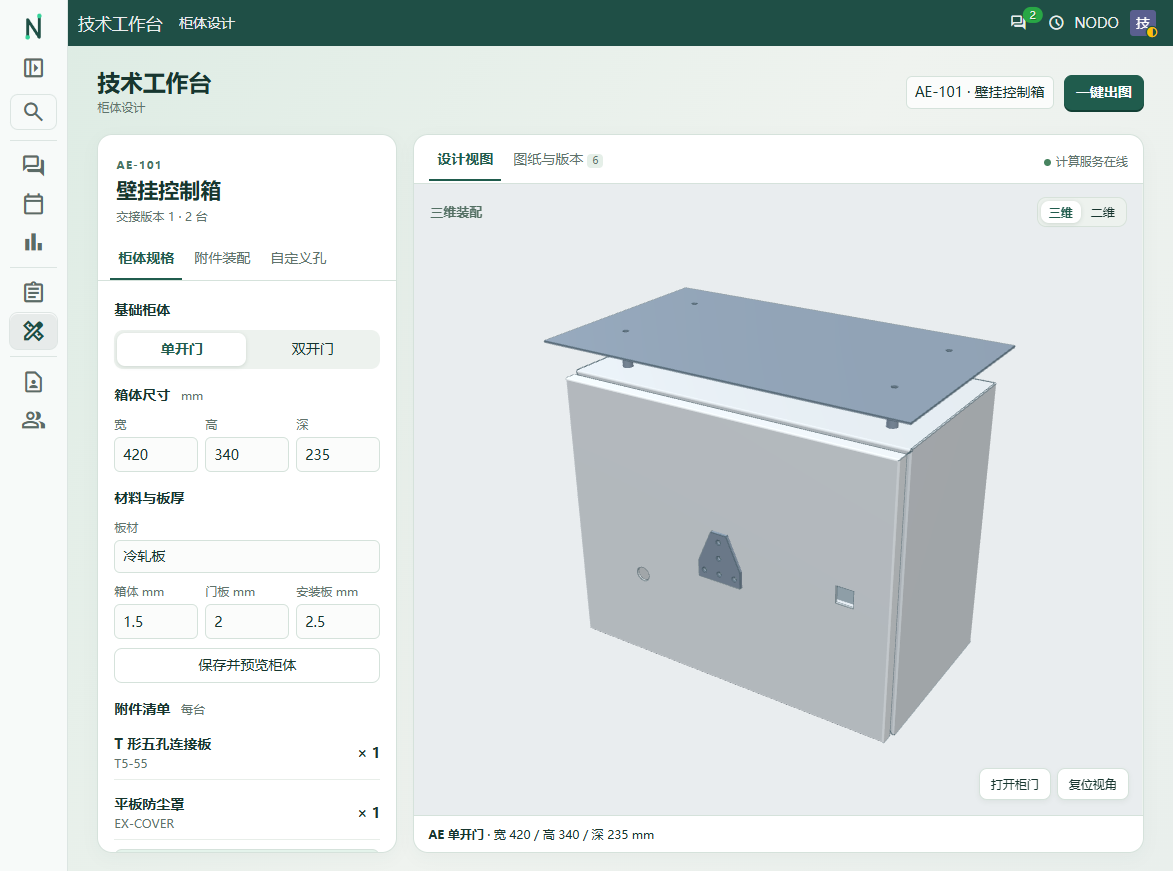 技术工作台 柜体设计
2
NODO
技
技术工作台
柜体设计
AE-101 · 壁挂控制箱
一键出图
AE-101
壁挂控制箱
交接版本 1 · 2 台
柜体规格 附件装配 自定义孔
基础柜体
单开门 双开门
箱体尺寸 mm
宽 高 深
420 340 235
材料与板厚
板材
冷轧板
箱体 mm 门板 mm 安装板 mm
1.5 2 2.5
保存并预览柜体
附件清单 每台
T 形五孔连接板
T5-55
× 1
平板防尘罩
EX-COVER
× 1
设计视图 图纸与版本 6
计算服务在线
三维装配
三维 二维
打开柜门 复位视角
AE 单开门 · 宽 420 / 高 340 / 深 235 mm